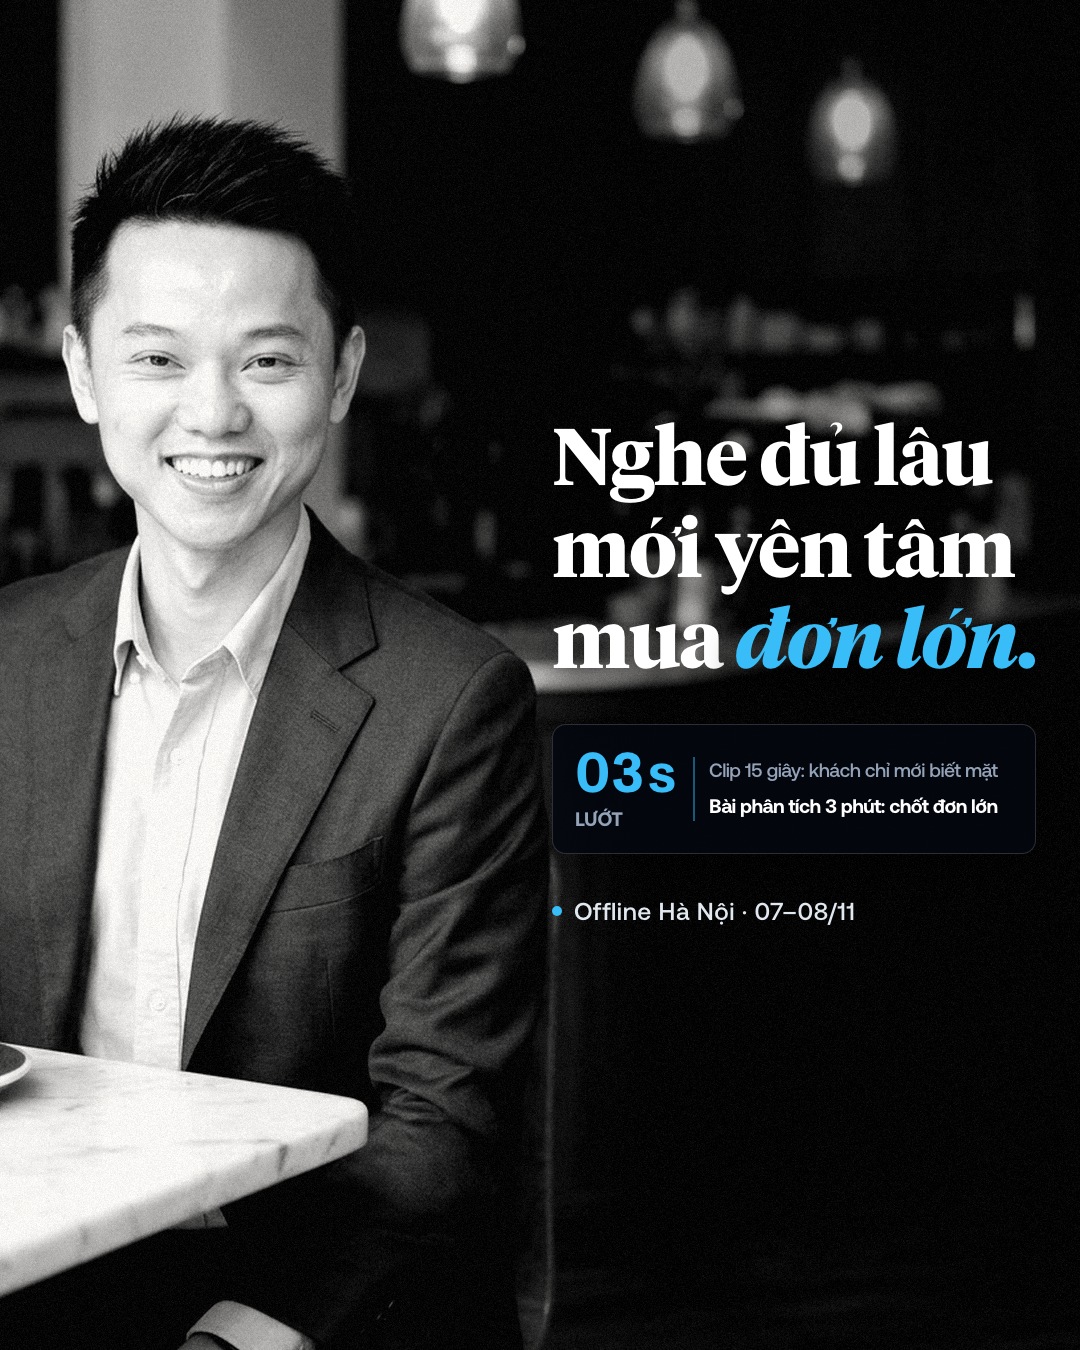 Nghe đủ lâu
mới yên tâm
mua đơn lớn.
03s
LƯỚT
Clip 15 giây: khách chỉ mới biết mặt
Bài phân tích 3 phút: chốt đơn lớn
Offline Hà Nội · 07–08/11